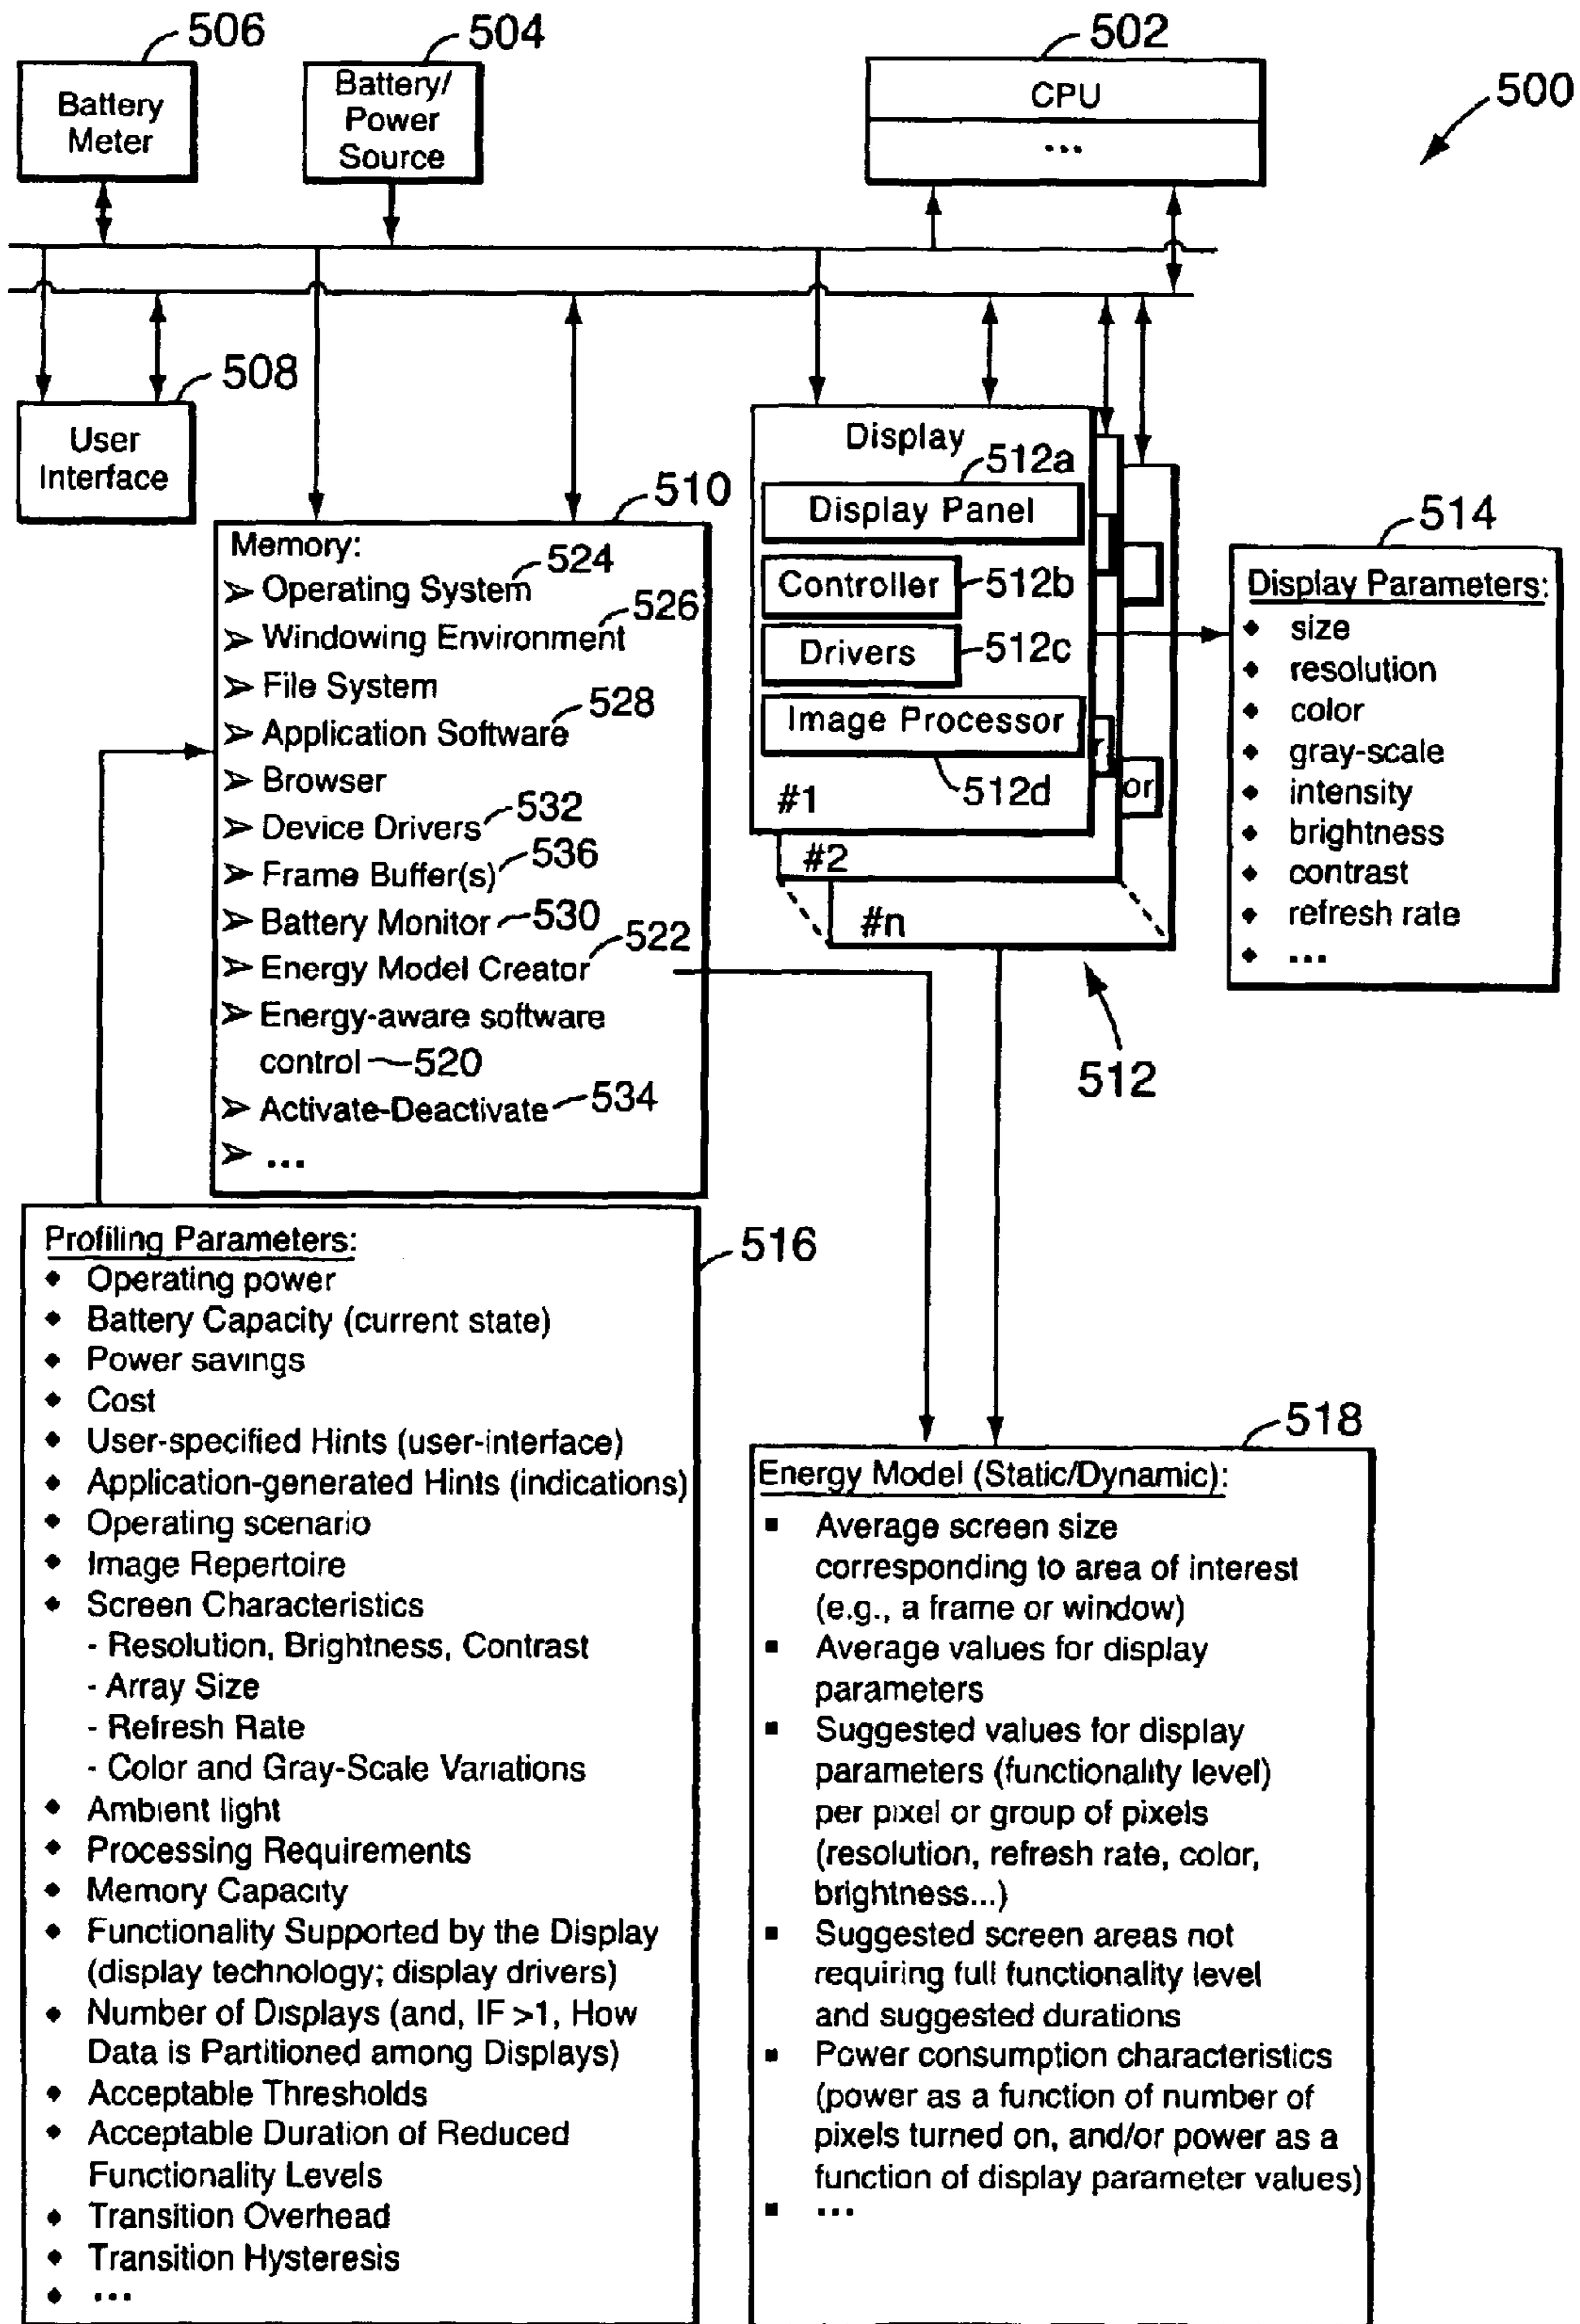 506
504
502
500
Battery
Meter
Battery/
Power
Source
CPU
...
508
User
Interface
510
Memory:
➢ Operating System 524
➢ Windowing Environment 526
➢ File System
➢ Application Software 528
➢ Browser
➢ Device Drivers 532
➢ Frame Buffer(s) 536
➢ Battery Monitor 530
➢ Energy Model Creator 522
➢ Energy-aware software
control 520
➢ Activate-Deactivate 534
➢ ...
Display
512a
Display Panel
Controller 512b
Drivers 512c
Image Processor
512d
#1
#2
#n
r
or
512
514
Display Parameters:
◆ size
◆ resolution
◆ color
◆ gray-scale
◆ intensity
◆ brightness
◆ contrast
◆ refresh rate
◆ ...
516
Profiling Parameters:
◆ Operating power
◆ Battery Capacity (current state)
◆ Power savings
◆ Cost
◆ User-specified Hints (user-interface)
◆ Application-generated Hints (indications)
◆ Operating scenario
◆ Image Repertoire
◆ Screen Characteristics
- Resolution, Brightness, Contrast
- Array Size
- Refresh Rate
- Color and Gray-Scale Variations
◆ Ambient light
◆ Processing Requirements
◆ Memory Capacity
◆ Functionality Supported by the Display
(display technology; display drivers)
◆ Number of Displays (and, IF >1, How
Data is Partitioned among Displays)
◆ Acceptable Thresholds
◆ Acceptable Duration of Reduced
Functionality Levels
◆ Transition Overhead
◆ Transition Hysteresis
◆ ...
518
Energy Model (Static/Dynamic):
■ Average screen size
corresponding to area of interest
(e.g., a frame or window)
■ Average values for display
parameters
■ Suggested values for display
parameters (functionality level)
per pixel or group of pixels
(resolution, refresh rate, color,
brightness...)
■ Suggested screen areas not
requiring full functionality level
and suggested durations
■ Power consumption characteristics
(power as a function of number of
pixels turned on, and/or power as a
function of display parameter values)
■ ...